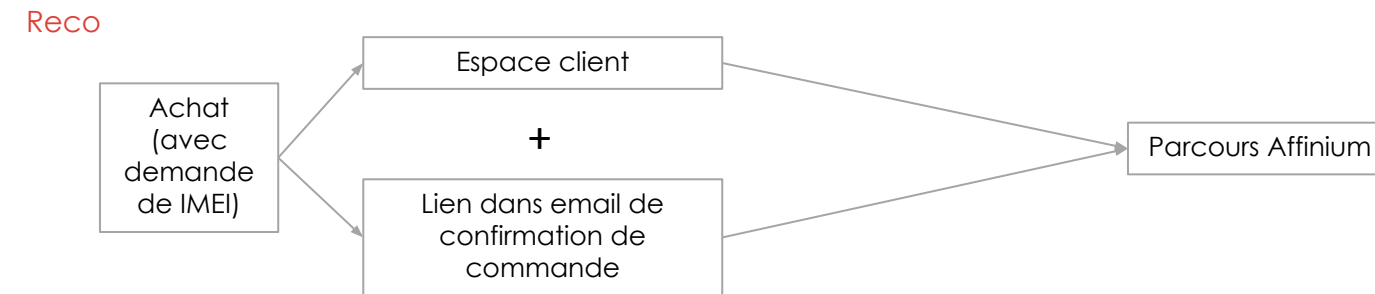 Reco
Achat
(avec
demande
de IMEI)
Espace client
+
Lien dans email de
confirmation de
commande
Parcours Affinium